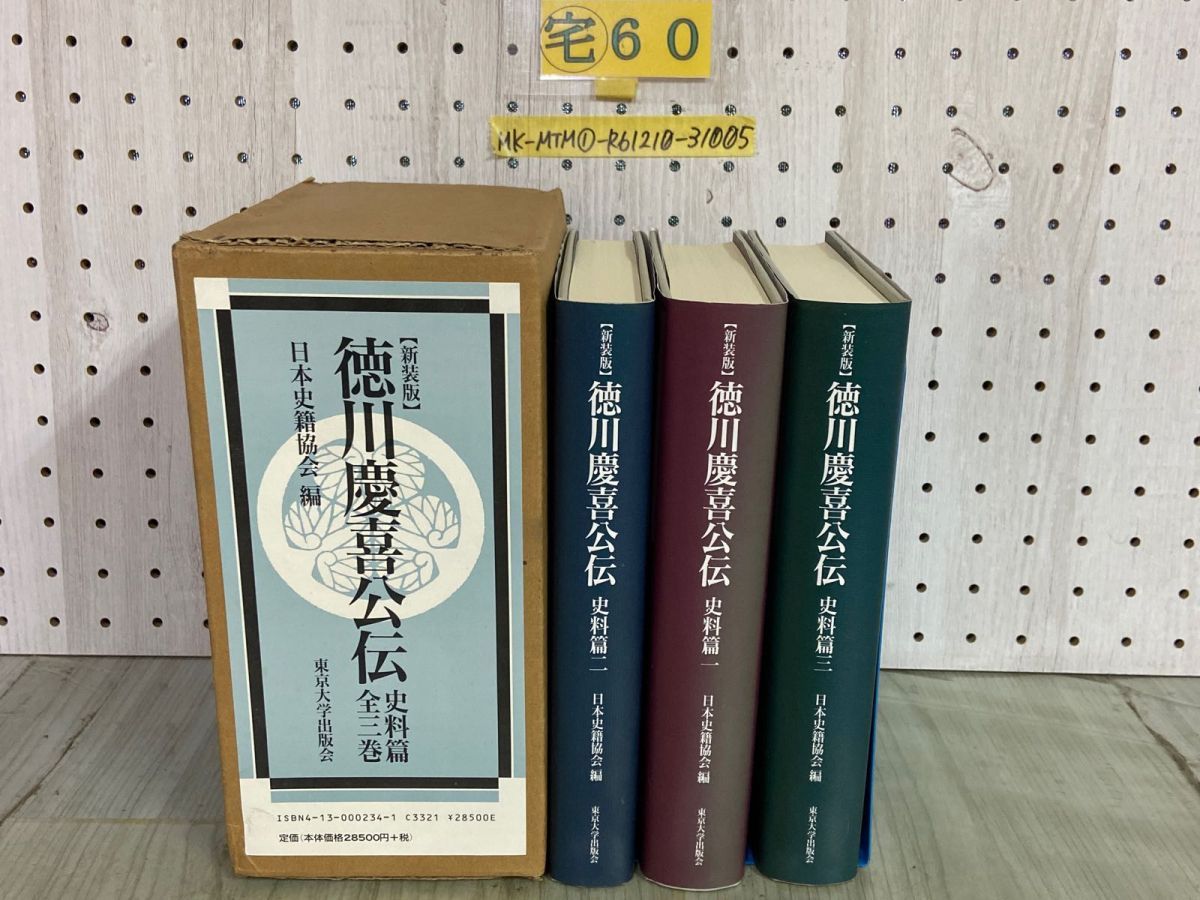 宅60
MK-MTM①-R61210-31005
【新装版】
徳川慶喜公伝
史料篇
全三巻
日本史籍協会 編
東京大学出版会
ISBN4-13-000234-1 C3321 ¥28500E
定価(本体価格28500円+税)
【新装版】
徳川慶喜公伝
史料篇二
日本史籍協会 編
東京大学出版会
【新装版】
徳川慶喜公伝
史料篇一
日本史籍協会 編
東京大学出版会
【新装版】
徳川慶喜公伝
史料篇三
日本史籍協会 編
東京大学出版会